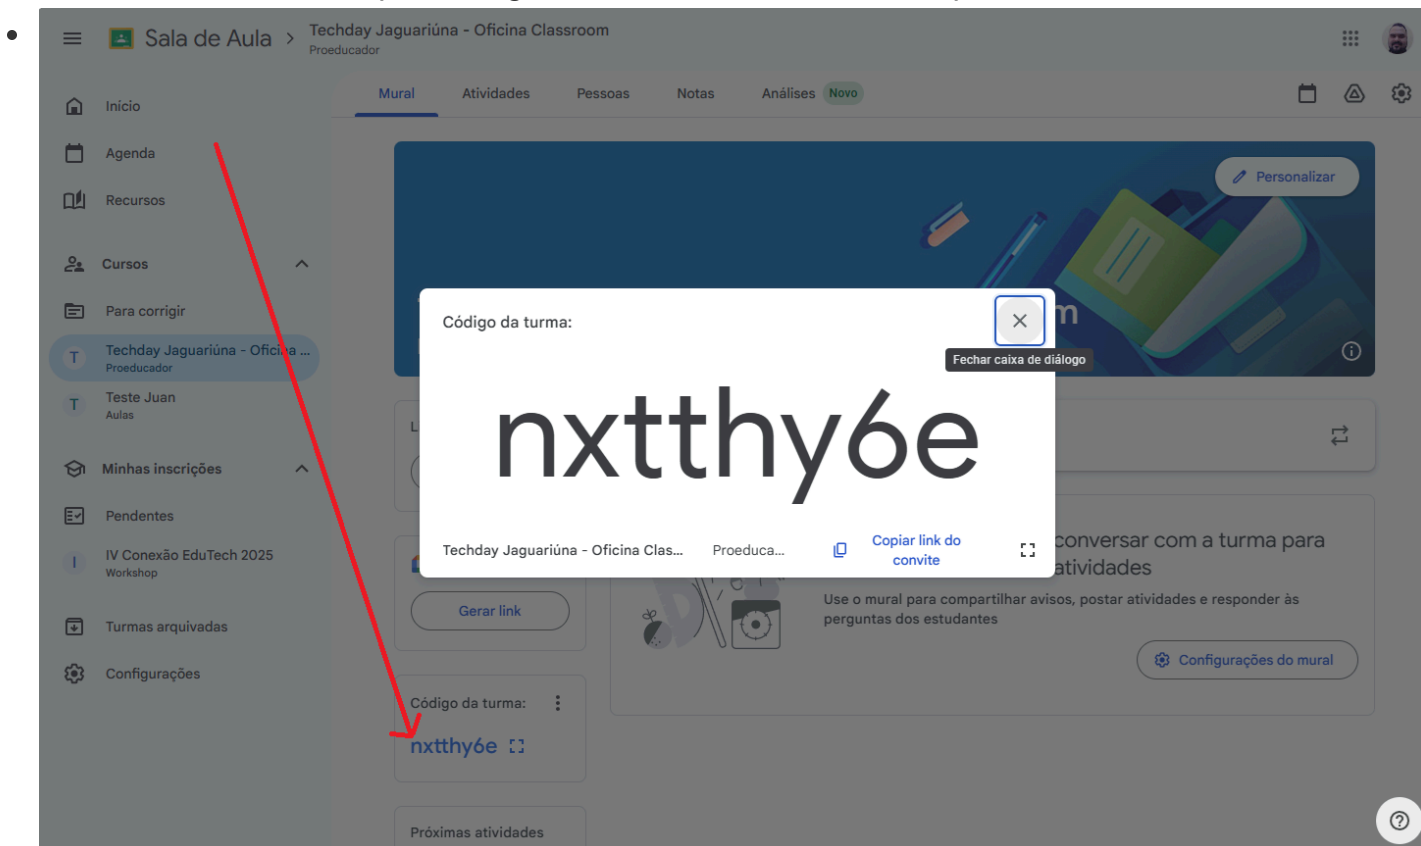 Sala de Aula
Techday Jaguariúna - Oficina Classroom
Proeducador
Início
Agenda
Recursos
Cursos
Para corrigir
T
Techday Jaguariúna - Oficina ...
Proeducador
T
Teste Juan
Aulas
Minhas inscrições
Pendentes
I
IV Conexão EduTech 2025
Workshop
Turmas arquivadas
Configurações
Mural
Atividades
Pessoas
Notas
Análises
Novo
Personalizar
Código da turma:
Fechar caixa de diálogo
nxtthy6e
Techday Jaguariúna - Oficina Clas...
Proeduca...
Copiar link do
convite
Gerar link
conversar com a turma para
atividades
Use o mural para compartilhar avisos, postar atividades e responder às
perguntas dos estudantes
Configurações do mural
Código da turma:
nxtthy6e
Próximas atividades